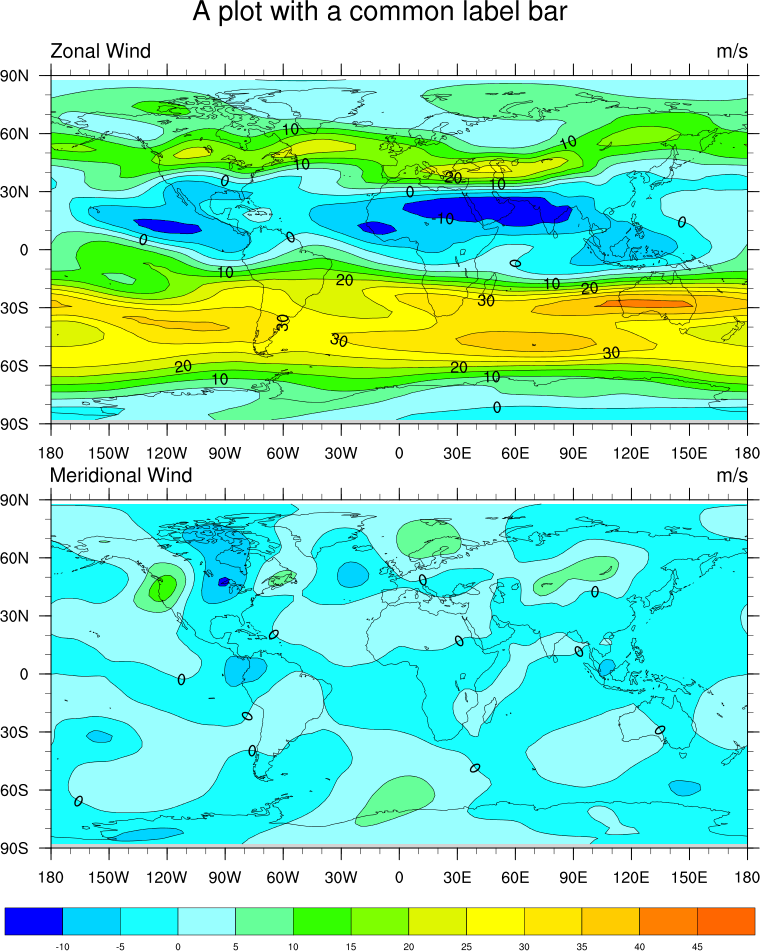 A plot with a common label bar
Zonal Wind m/s
90N
10
60N 10
10
20
0 10
30N 0
10 0
0 0
0 0
10 20 10 20
30S 30 30
30 30
60S 20 20
10 10
0
90S
180 150W 120W 90W 60W 30W 0 30E 60E 90E 120E 150E 180
Meridional Wind m/s
90N
60N
0
0
30N
0 0
0
0 0
0
30S 0
0
0
60S 0
90S
180 150W 120W 90W 60W 30W 0 30E 60E 90E 120E 150E 180
-10 -5 0 5 10 15 20 25 30 35 40 45